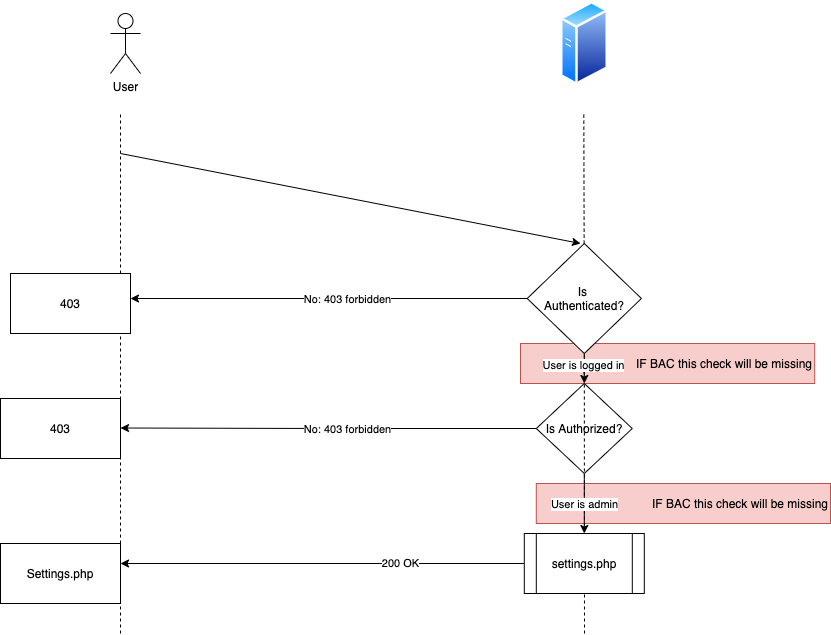 User
Is
Authenticated?
No: 403 forbidden
403
User is logged in
IF BAC this check will be missing
Is Authorized?
No: 403 forbidden
403
User is admin
IF BAC this check will be missing
settings.php
200 OK
Settings.php